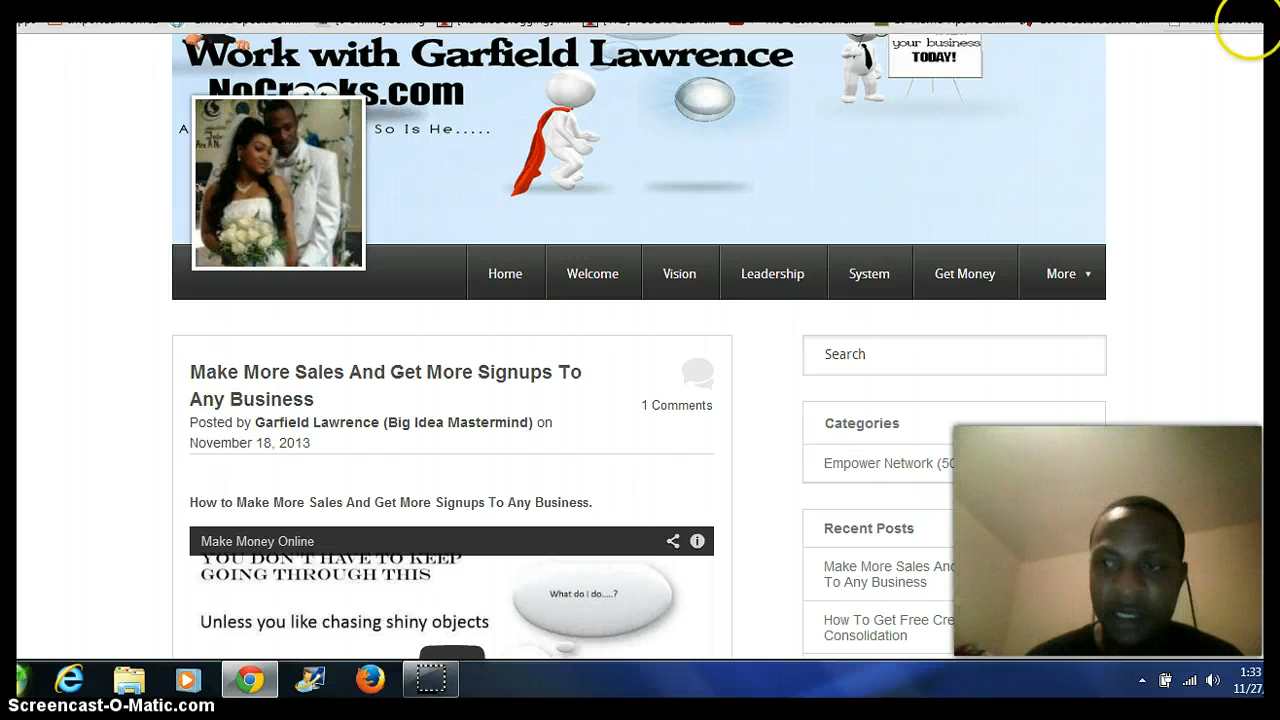 Work with Garfield Lawrence
your business
TODAY!
So Is He.....
Home Welcome Vision Leadership System Get Money More
Make More Sales And Get More Signups To
Any Business
1 Comments
Posted by Garfield Lawrence (Big Idea Mastermind) on
November 18, 2013
How to Make More Sales And Get More Signups To Any Business.
Make Money Online
YOU DON'T HAVE TO KEEP
GOING THROUGH THIS
What do i do.....?
Unless you like chasing shiny objects
Search
Categories
Empower Network (50
Recent Posts
Make More Sales An
To Any Business
How To Get Free Cre
Consolidation
1:33
11/27
Screencast-O-Matic.com